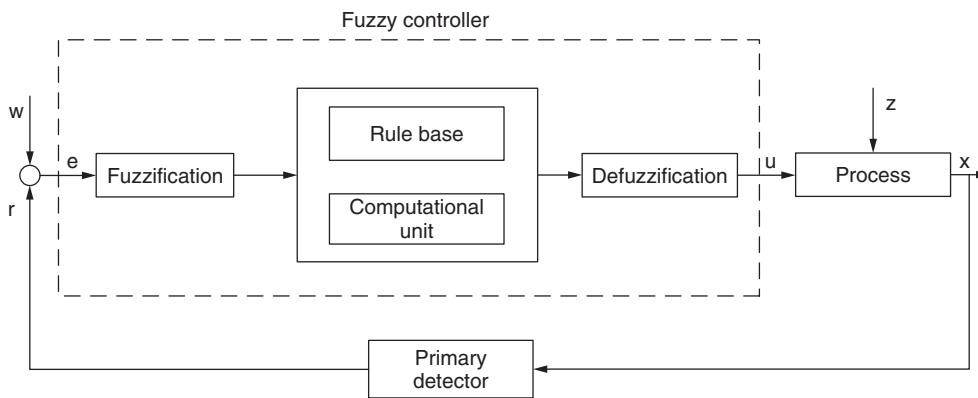 Fuzzy controller
w
z
e
Fuzzification
Rule base
Computational
unit
Defuzzification
u
Process
x
r
Primary
detector